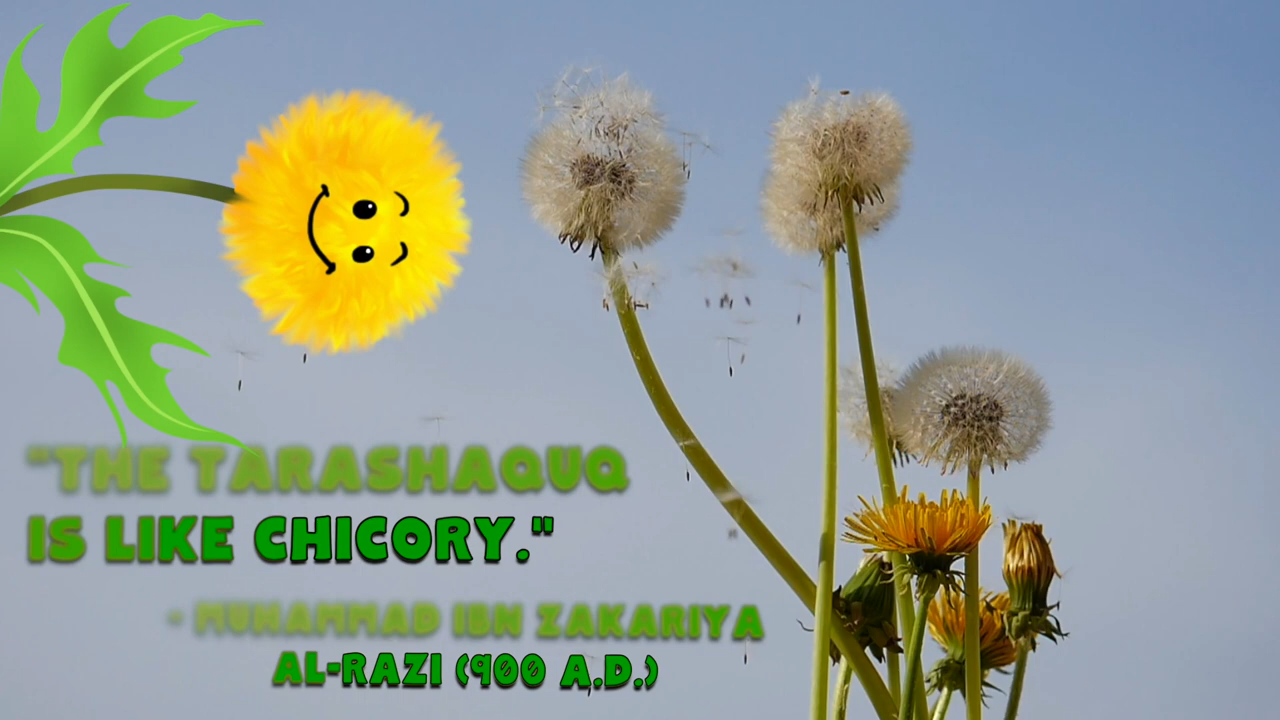 "THE TARASHAQUQ
IS LIKE CHICORY."
- MUHAMMAD IBN ZAKARIYA
AL-RAZI (900 A.D.)